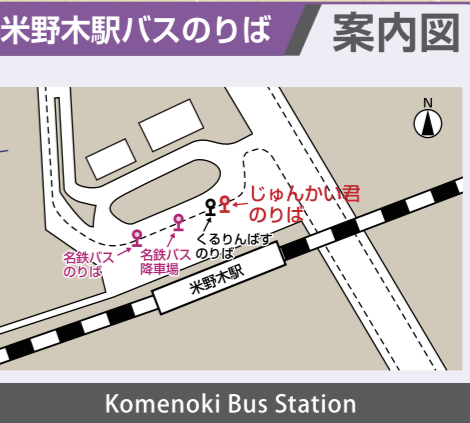 米野木駅バスのりば
案内図
N
じゅんかい君
のりば
くるりんばす
のりば
名鉄バス
降車場
名鉄バス
のりば
米野木駅
Komenoki Bus Station